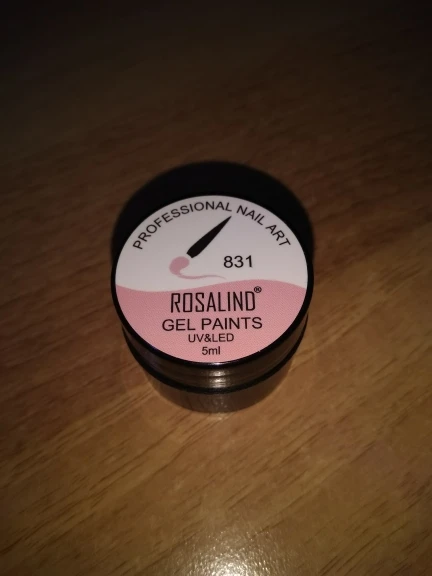 PROFESSIONAL NAIL ART
831
ROSALIND®
GEL PAINTS
UV&LED
5ml